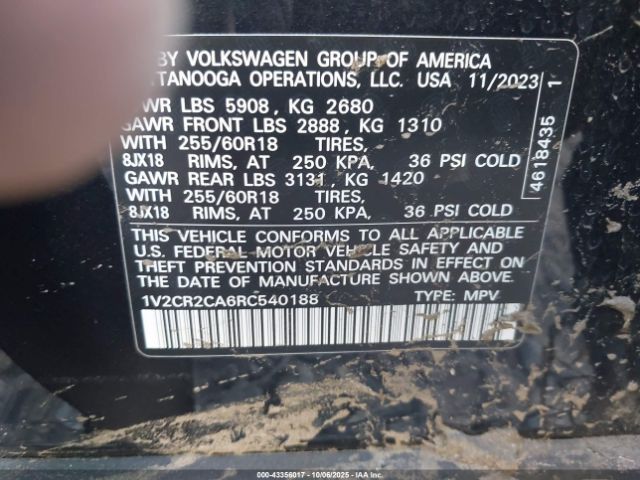 BY VOLKSWAGEN GROUP OF AMERICA
TANOOGA OPERATIONS, LLC. USA 11/2023
WR LBS 5908, KG 2680
GAWR FRONT LBS 2888, KG 1310
WITH 255/60R18 TIRES,
8JX18 RIMS, AT 250 KPA, 36 PSI COLD
GAWR REAR LBS 3131, KG 1420
WITH 255/60R18 TIRES,
8JX18 RIMS, AT 250 KPA, 36 PSI COLD
THIS VEHICLE CONFORMS TO ALL APPLICABLE
U.S. FEDERAL MOTOR VEHICLE SAFETY AND
THEFT PREVENTION STANDARDS IN EFFECT ON
THE DATE OF MANUFACTURE SHOWN ABOVE.
1V2CR2CA6RC540188 TYPE: MPV
4618435 1
000-43356017 - 10/06/2025 - IAAI.COM